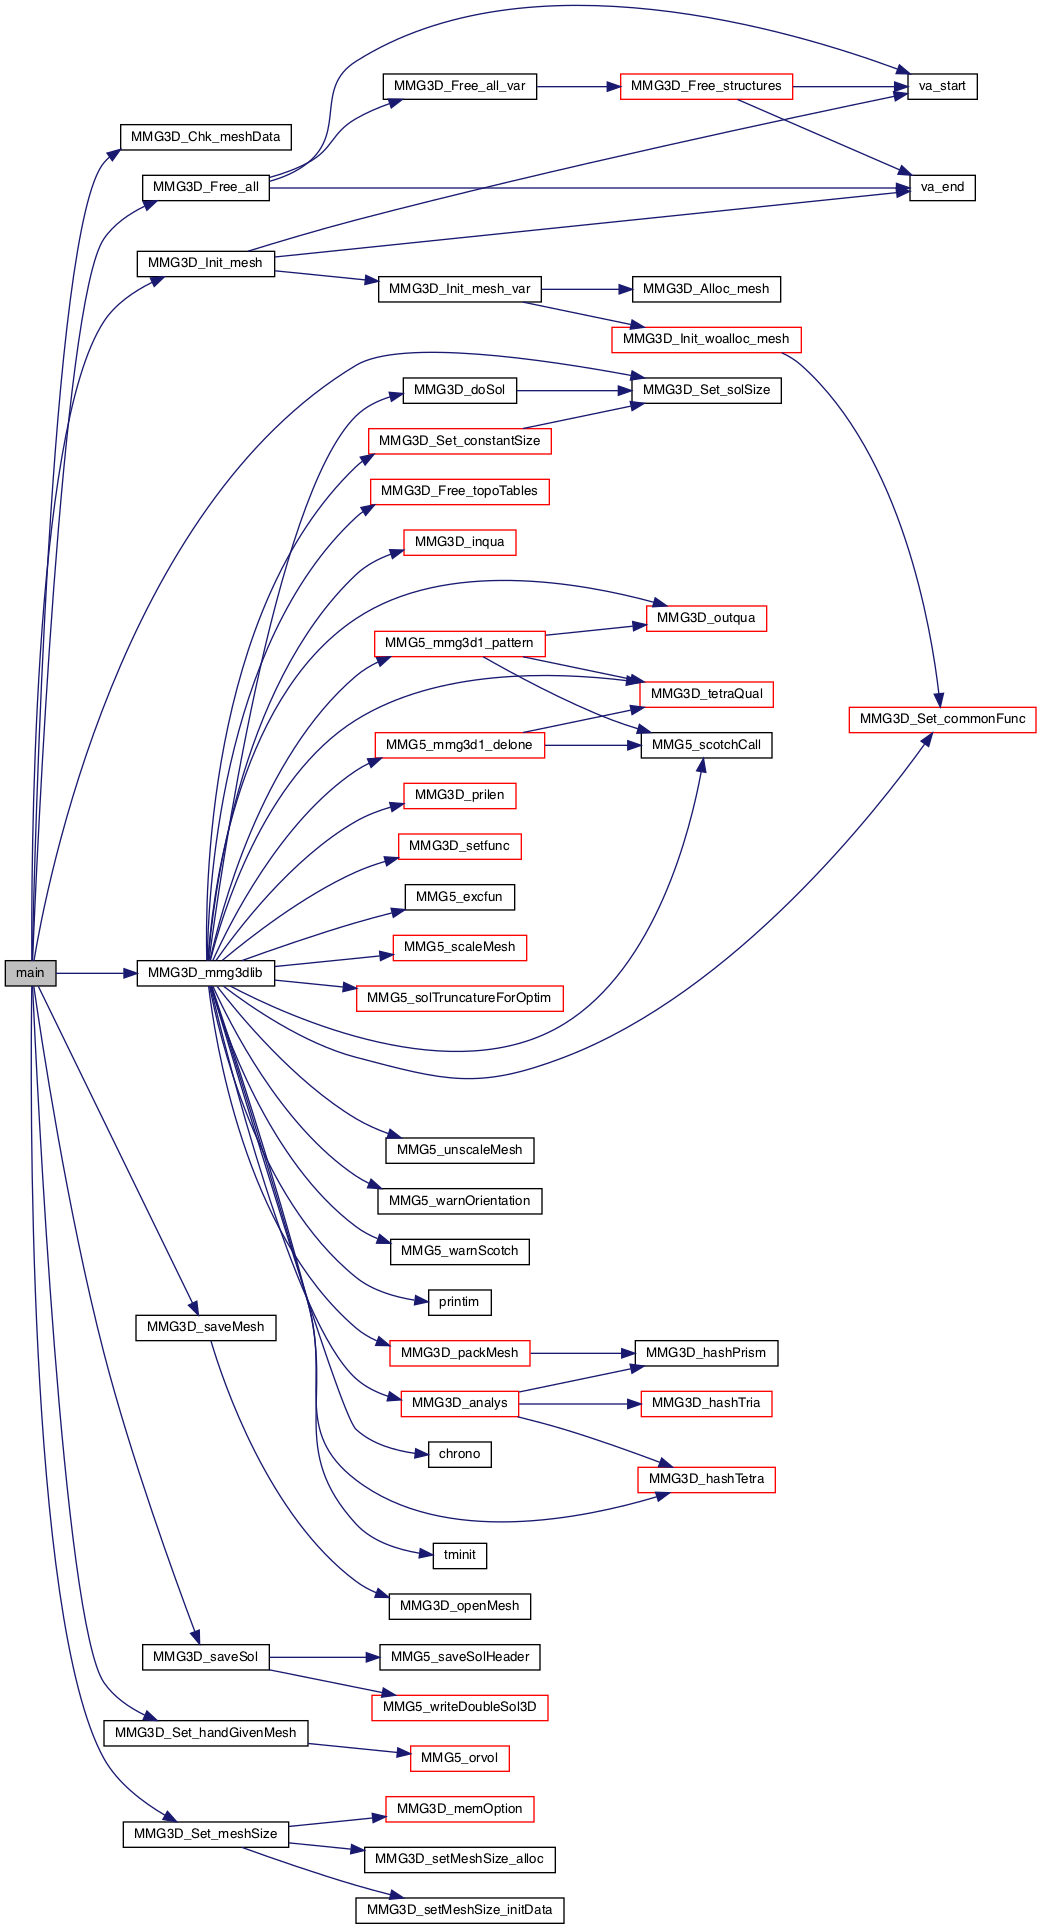 MMG3D_Free_all_var
MMG3D_Free_structures
va_start
MMG3D_Chk_meshData
MMG3D_Free_all
va_end
MMG3D_Init_mesh
MMG3D_Init_mesh_var
MMG3D_Alloc_mesh
MMG3D_Init_woalloc_mesh
MMG3D_doSol
MMG3D_Set_solSize
MMG3D_Set_constantSize
MMG3D_Free_topoTables
MMG3D_inqua
MMG3D_outqua
MMG5_mmg3d1_pattern
MMG3D_tetraQual
MMG3D_Set_commonFunc
MMG5_mmg3d1_delone
MMG5_scotchCall
MMG3D_prilen
MMG3D_setfunc
MMG5_excfun
MMG5_scaleMesh
main
MMG3D_mmg3dlib
MMG5_solTruncatureForOptim
MMG5_unscaleMesh
MMG5_warnOrientation
MMG5_warnScotch
printim
MMG3D_saveMesh
MMG3D_packMesh
MMG3D_hashPrism
MMG3D_analys
MMG3D_hashTria
chrono
MMG3D_hashTetra
tminit
MMG3D_openMesh
MMG3D_saveSol
MMG5_saveSolHeader
MMG5_writeDoubleSol3D
MMG3D_Set_handGivenMesh
MMG5_orvol
MMG3D_memOption
MMG3D_Set_meshSize
MMG3D_setMeshSize_alloc
MMG3D_setMeshSize_initData